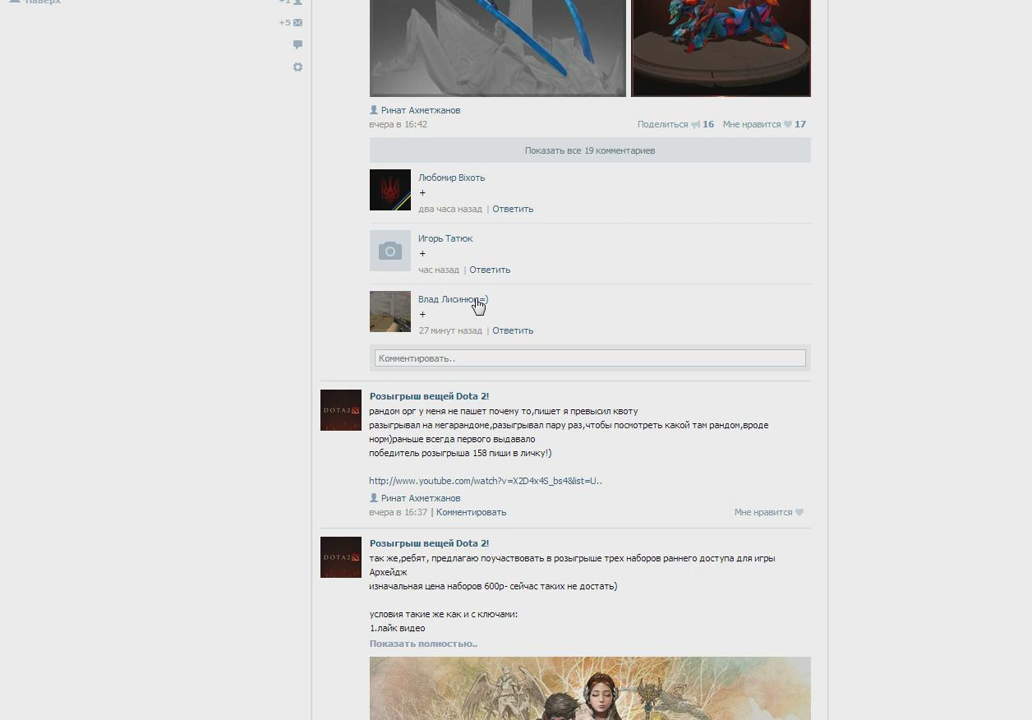 Наверх
+1
+5
Ринат Ахметжанов
вчера в 16:42
Поделиться 16 Мне нравится 17
Показать все 19 комментариев
Любомир Віхоть
+
два часа назад | Ответить
Игорь Татюк
+
час назад | Ответить
Влад =)
+
27 минут назад | Ответить
Комментировать..
Розыгрыш вещей Dota 2!
DOTA 2
рандом орг у меня не пашет почему то,пишет я превысил квоту
разыгрывал на мегарандоме,разыгрывал пару раз,чтобы посмотреть какой там рандом,вроде
норм)раньше всегда первого выдавало
победитель розыгрыша 158 пиши в личку!)
http://www.youtube.com/watch?v=X2D4x4S_bs4&list=U..
Ринат Ахметжанов
вчера в 16:37 | Комментировать
Мне нравится
Розыгрыш вещей Dota 2!
DOTA 2
так же,ребят, предлагаю поучаствовать в розыгрыше трех наборов раннего доступа для игры
Архейдж
изначальная цена наборов 600р- сейчас таких не достать)
условия такие же как и с ключами:
1.лайк видео
Показать полностью..